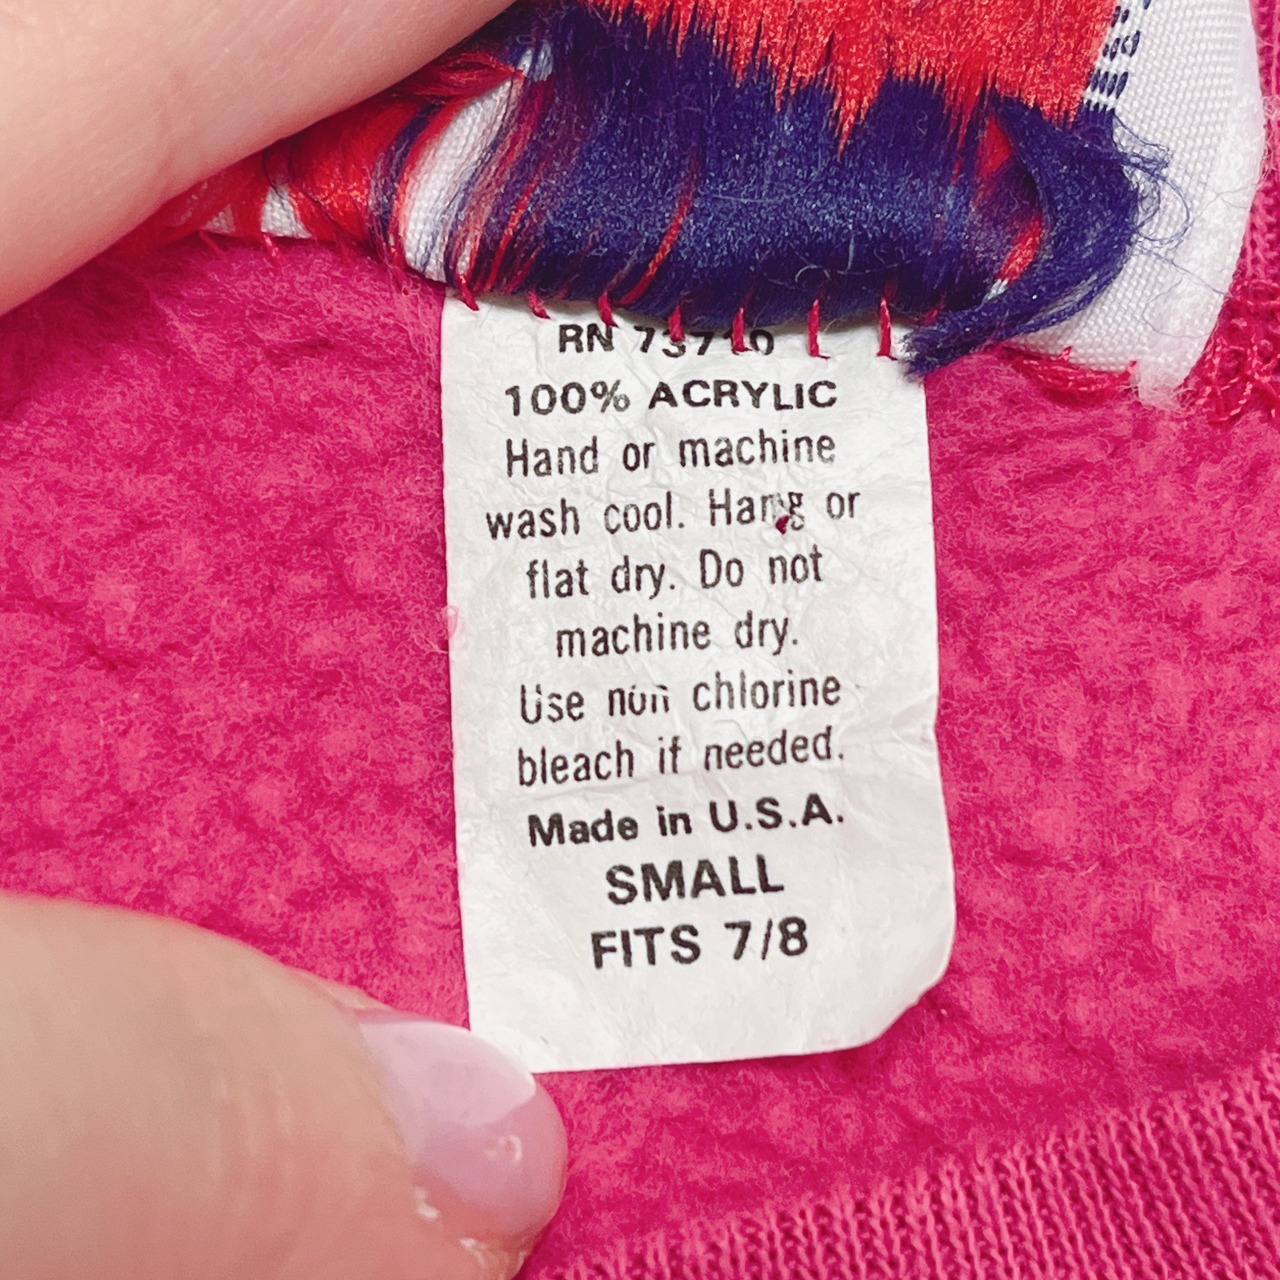 RN 73710
100% ACRYLIC
Hand or machine
wash cool. Hang or
flat dry. Do not
machine dry.
Use non chlorine
bleach if needed.
Made in U.S.A.
SMALL
FITS 7/8